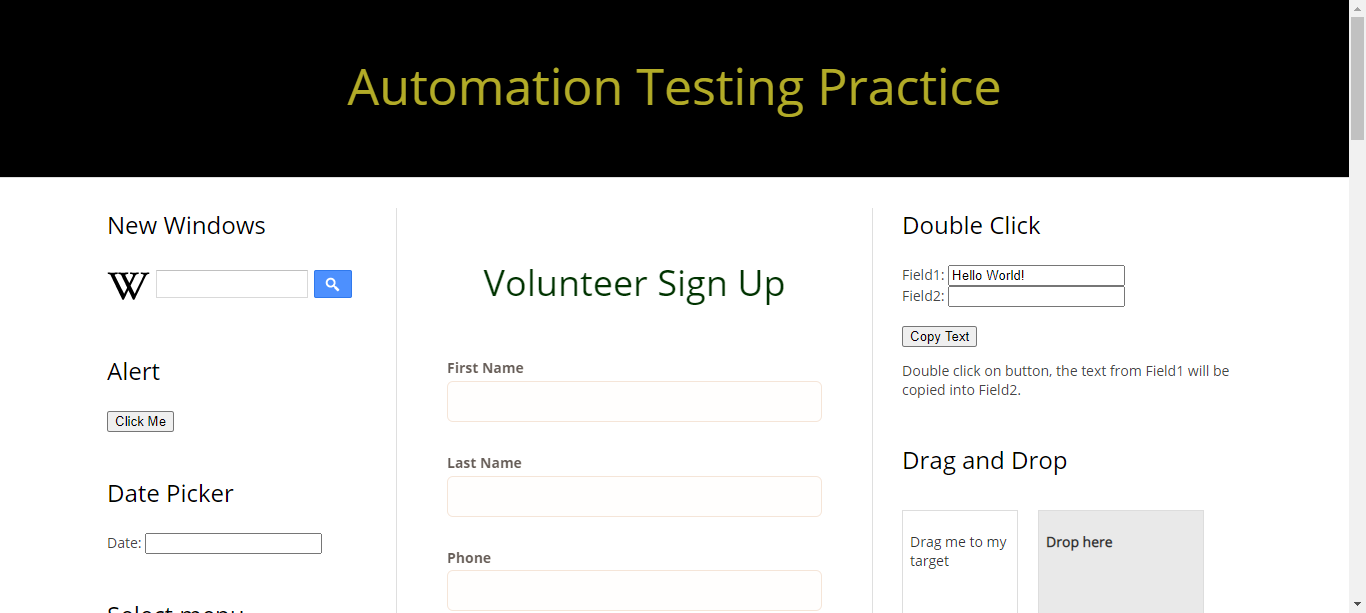 Automation Testing Practice
New Windows
W
Alert
Click Me
Date Picker
Date:
Select menu
Volunteer Sign Up
First Name
Last Name
Phone
Double Click
Field1: Hello World!
Field2:
Copy Text
Double click on button, the text from Field1 will be
copied into Field2.
Drag and Drop
Drag me to my
target
Drop here